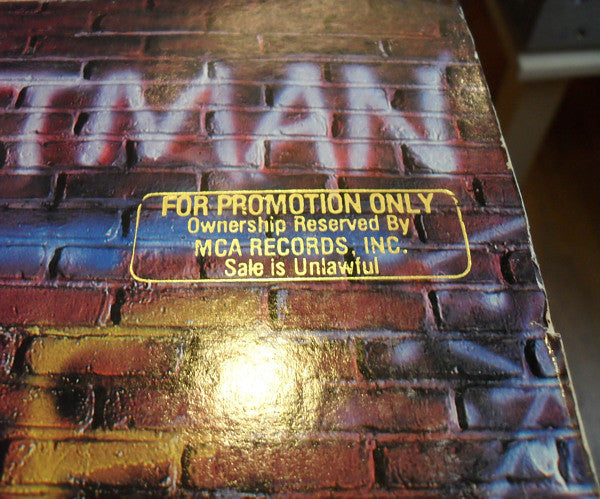 TMAN
FOR PROMOTION ONLY
Ownership Reserved By
MCA RECORDS, INC.
Sale is Unlawful